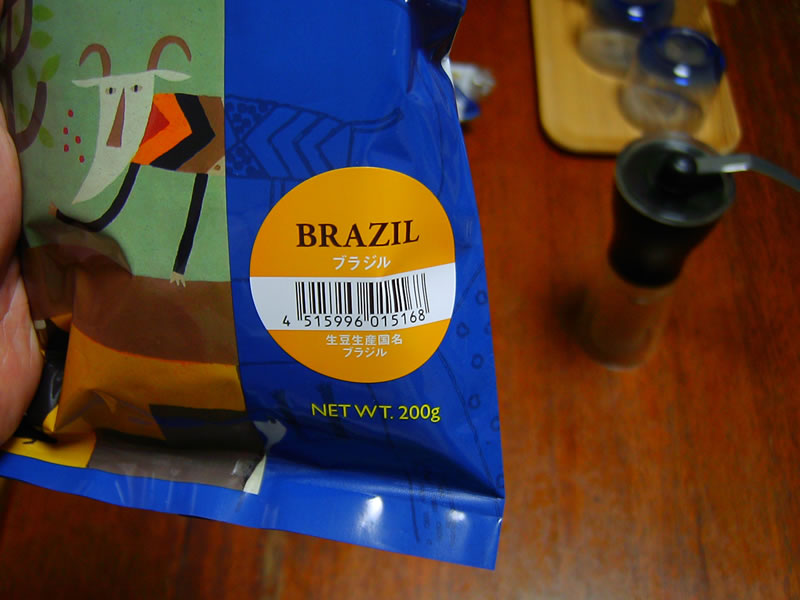 BRAZIL
ブラジル
4 515996 015168
生豆生産国名
ブラジル
NET WT. 200g